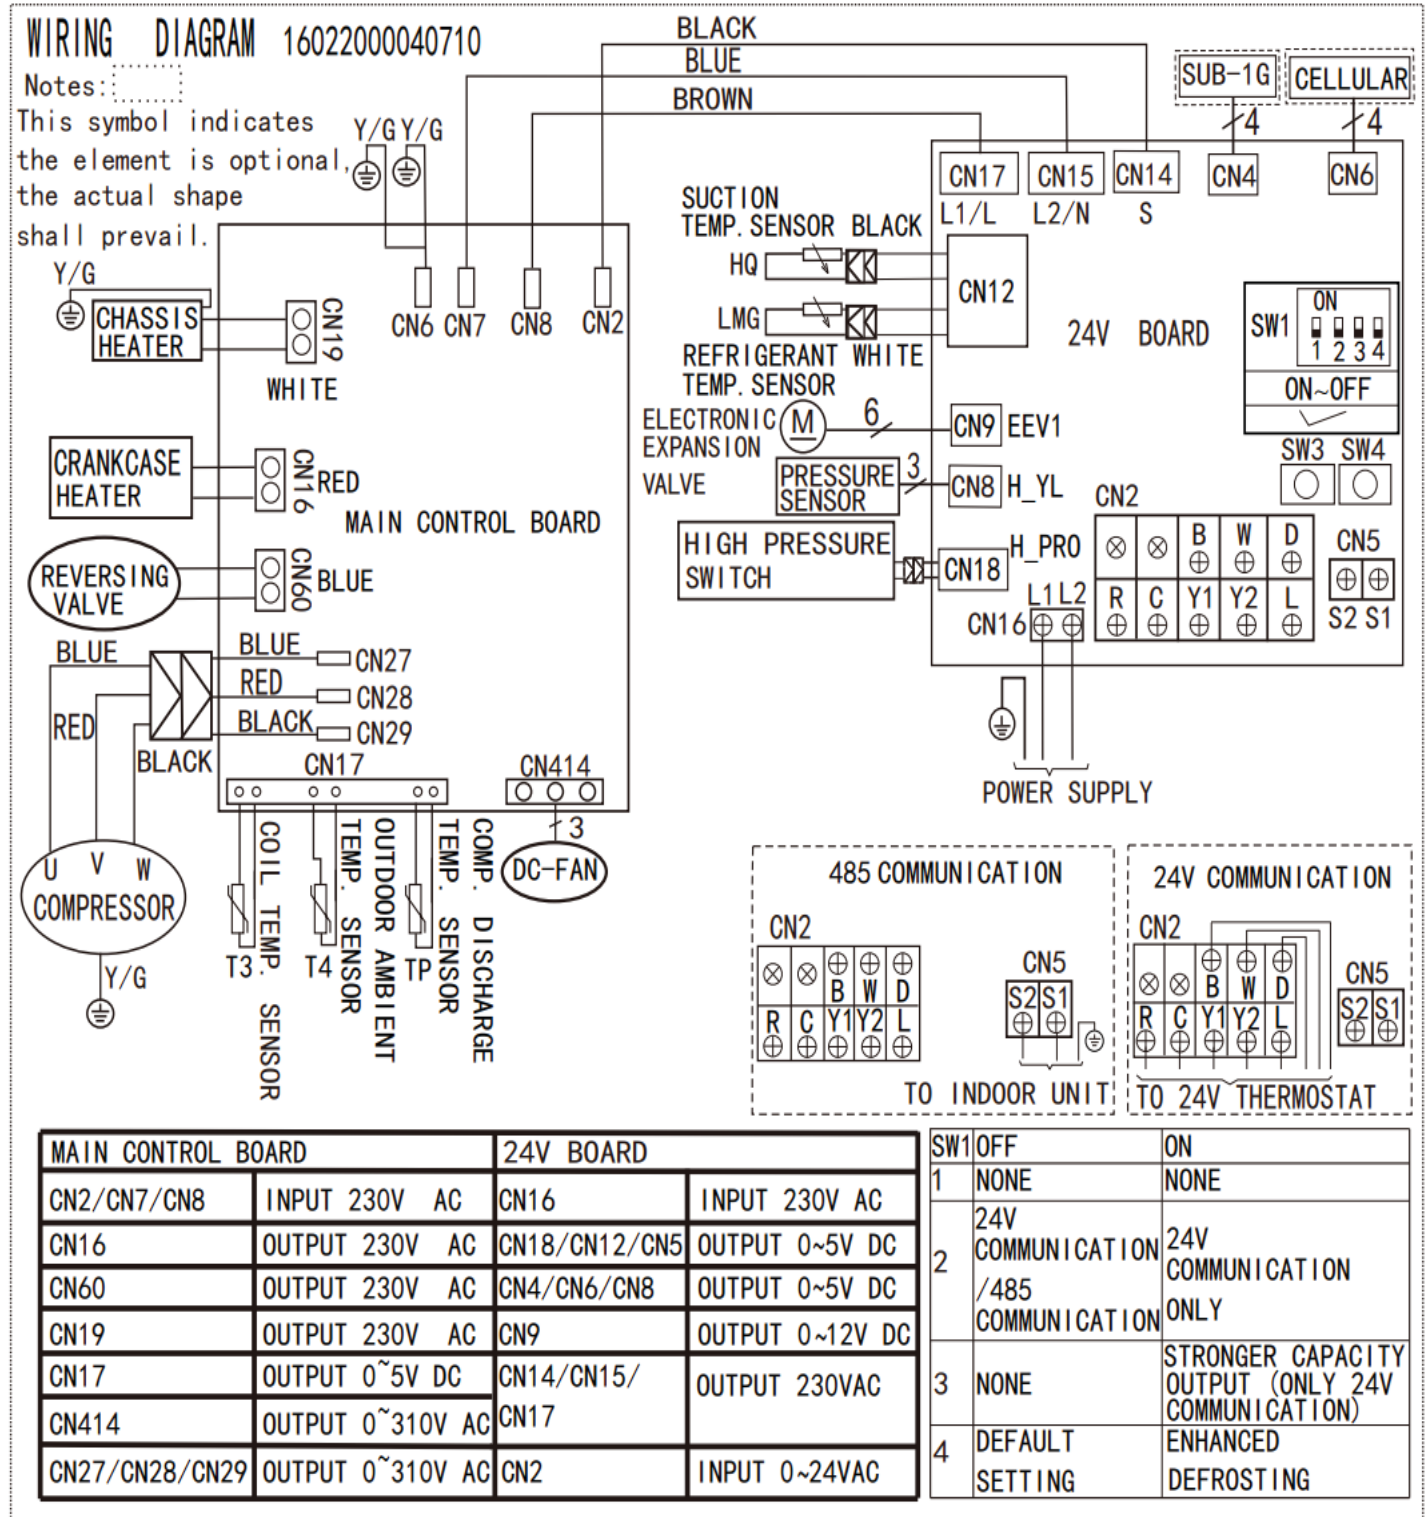 WIRING DIAGRAM 16022000040710
Notes:
This symbol indicates
the element is optional,
the actual shape
shall prevail.
BLACK
BLUE
BROWN
Y/G Y/G
SUB-1G
CELLULAR
4
4
CN17
CN15
CN14
CN4
CN6
L1/L
L2/N
S
SUCTION
TEMP. SENSOR BLACK
HQ
LMG
REFRIGERANT WHITE
TEMP. SENSOR
CN12
24V BOARD
SW1
ON
1 2 3 4
ON~OFF
SW3 SW4
ELECTRONIC
EXPANSION
VALVE
M
6
CN9 EEV1
PRESSURE
SENSOR
3
CN8 H_YL
HIGH PRESSURE
SWITCH
CN18
H_PRO
L1 L2
CN16
CN2
B W D
R C Y1 Y2 L
CN5
S2 S1
POWER SUPPLY
Y/G
CHASSIS
HEATER
CN19
WHITE
CN6 CN7 CN8 CN2
CRANKCASE
HEATER
CN16
RED
MAIN CONTROL BOARD
REVERSING
VALVE
CN60
BLUE
BLUE
RED
BLACK
BLUE
RED
BLACK
CN27
CN28
CN29
CN17
CN414
3
DC-FAN
U V W
COMPRESSOR
Y/G
T3
COIL TEMP. SENSOR
T4
OUTDOOR AMBIENT
TEMP. SENSOR
TP
COMP. DISCHARGE
TEMP. SENSOR
485 COMMUNICATION
CN2
B W D
R C Y1 Y2 L
CN5
S2 S1
TO INDOOR UNIT
24V COMMUNICATION
CN2
B W D
R C Y1 Y2 L
CN5
S2 S1
TO 24V THERMOSTAT
MAIN CONTROL BOARD 24V BOARD
CN2/CN7/CN8 INPUT 230V AC CN16 INPUT 230V AC
CN16 OUTPUT 230V AC CN18/CN12/CN5 OUTPUT 0~5V DC
CN60 OUTPUT 230V AC CN4/CN6/CN8 OUTPUT 0~5V DC
CN19 OUTPUT 230V AC CN9 OUTPUT 0~12V DC
CN17 OUTPUT 0~5V DC CN14/CN15/
CN17 OUTPUT 230VAC
CN414 OUTPUT 0~310V AC
CN27/CN28/CN29 OUTPUT 0~310V AC CN2 INPUT 0~24VAC
SW1 OFF ON
1 NONE NONE
2
24V
COMMUNICATION
/485
COMMUNICATION
24V
COMMUNICATION
ONLY
3 NONE
STRONGER CAPACITY
OUTPUT (ONLY 24V
COMMUNICATION)
4
DEFAULT
SETTING
ENHANCED
DEFROSTING